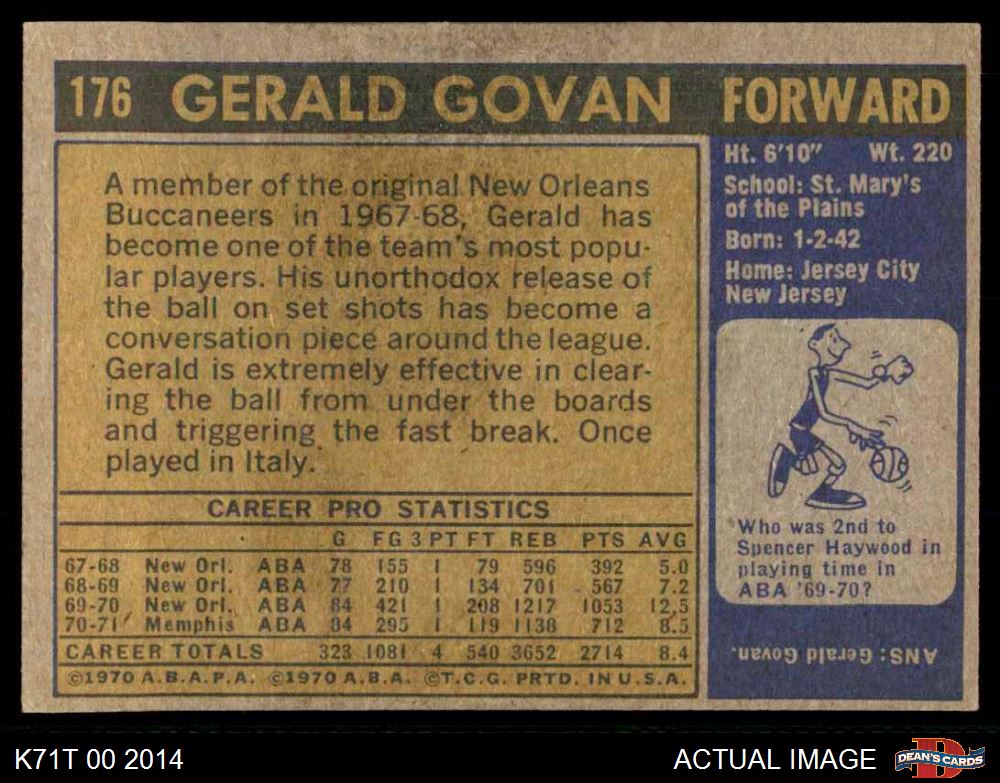 176 GERALD GOVAN FORWARD
A member of the original New Orleans
Buccaneers in 1967-68, Gerald has
become one of the team's most popu-
lar players. His unorthodox release of
the ball on set shots has become a
conversation piece around the league.
Gerald is extremely effective in clear-
ing the ball from under the boards
and triggering the fast break. Once
played in Italy.
Ht. 6'10" Wt. 220
School: St. Mary's
of the Plains
Born: 1-2-42
Home: Jersey City
New Jersey
Who was 2nd to
Spencer Haywood in
playing time in
ABA '69-70?
ANS: Gerald Govan.
CAREER PRO STATISTICS
G FG 3PT FT REB PTS AVG
67-68 New Orl. ABA 78 155 1 79 596 392 5.0
68-69 New Orl. ABA 77 210 1 134 701 567 7.2
69-70 New Orl. ABA 84 421 1 208 1217 1053 12.5
70-71 Memphis ABA 84 295 1 119 1138 712 8.5
CAREER TOTALS 323 1081 4 540 3652 2714 8.4
©1970 A.B.A.P.A. ©1970 A.B.A. ©T.C.G. PRTD. IN U.S.A.
K71T 00 2014
ACTUAL IMAGE
D
DEAN'S CARDS